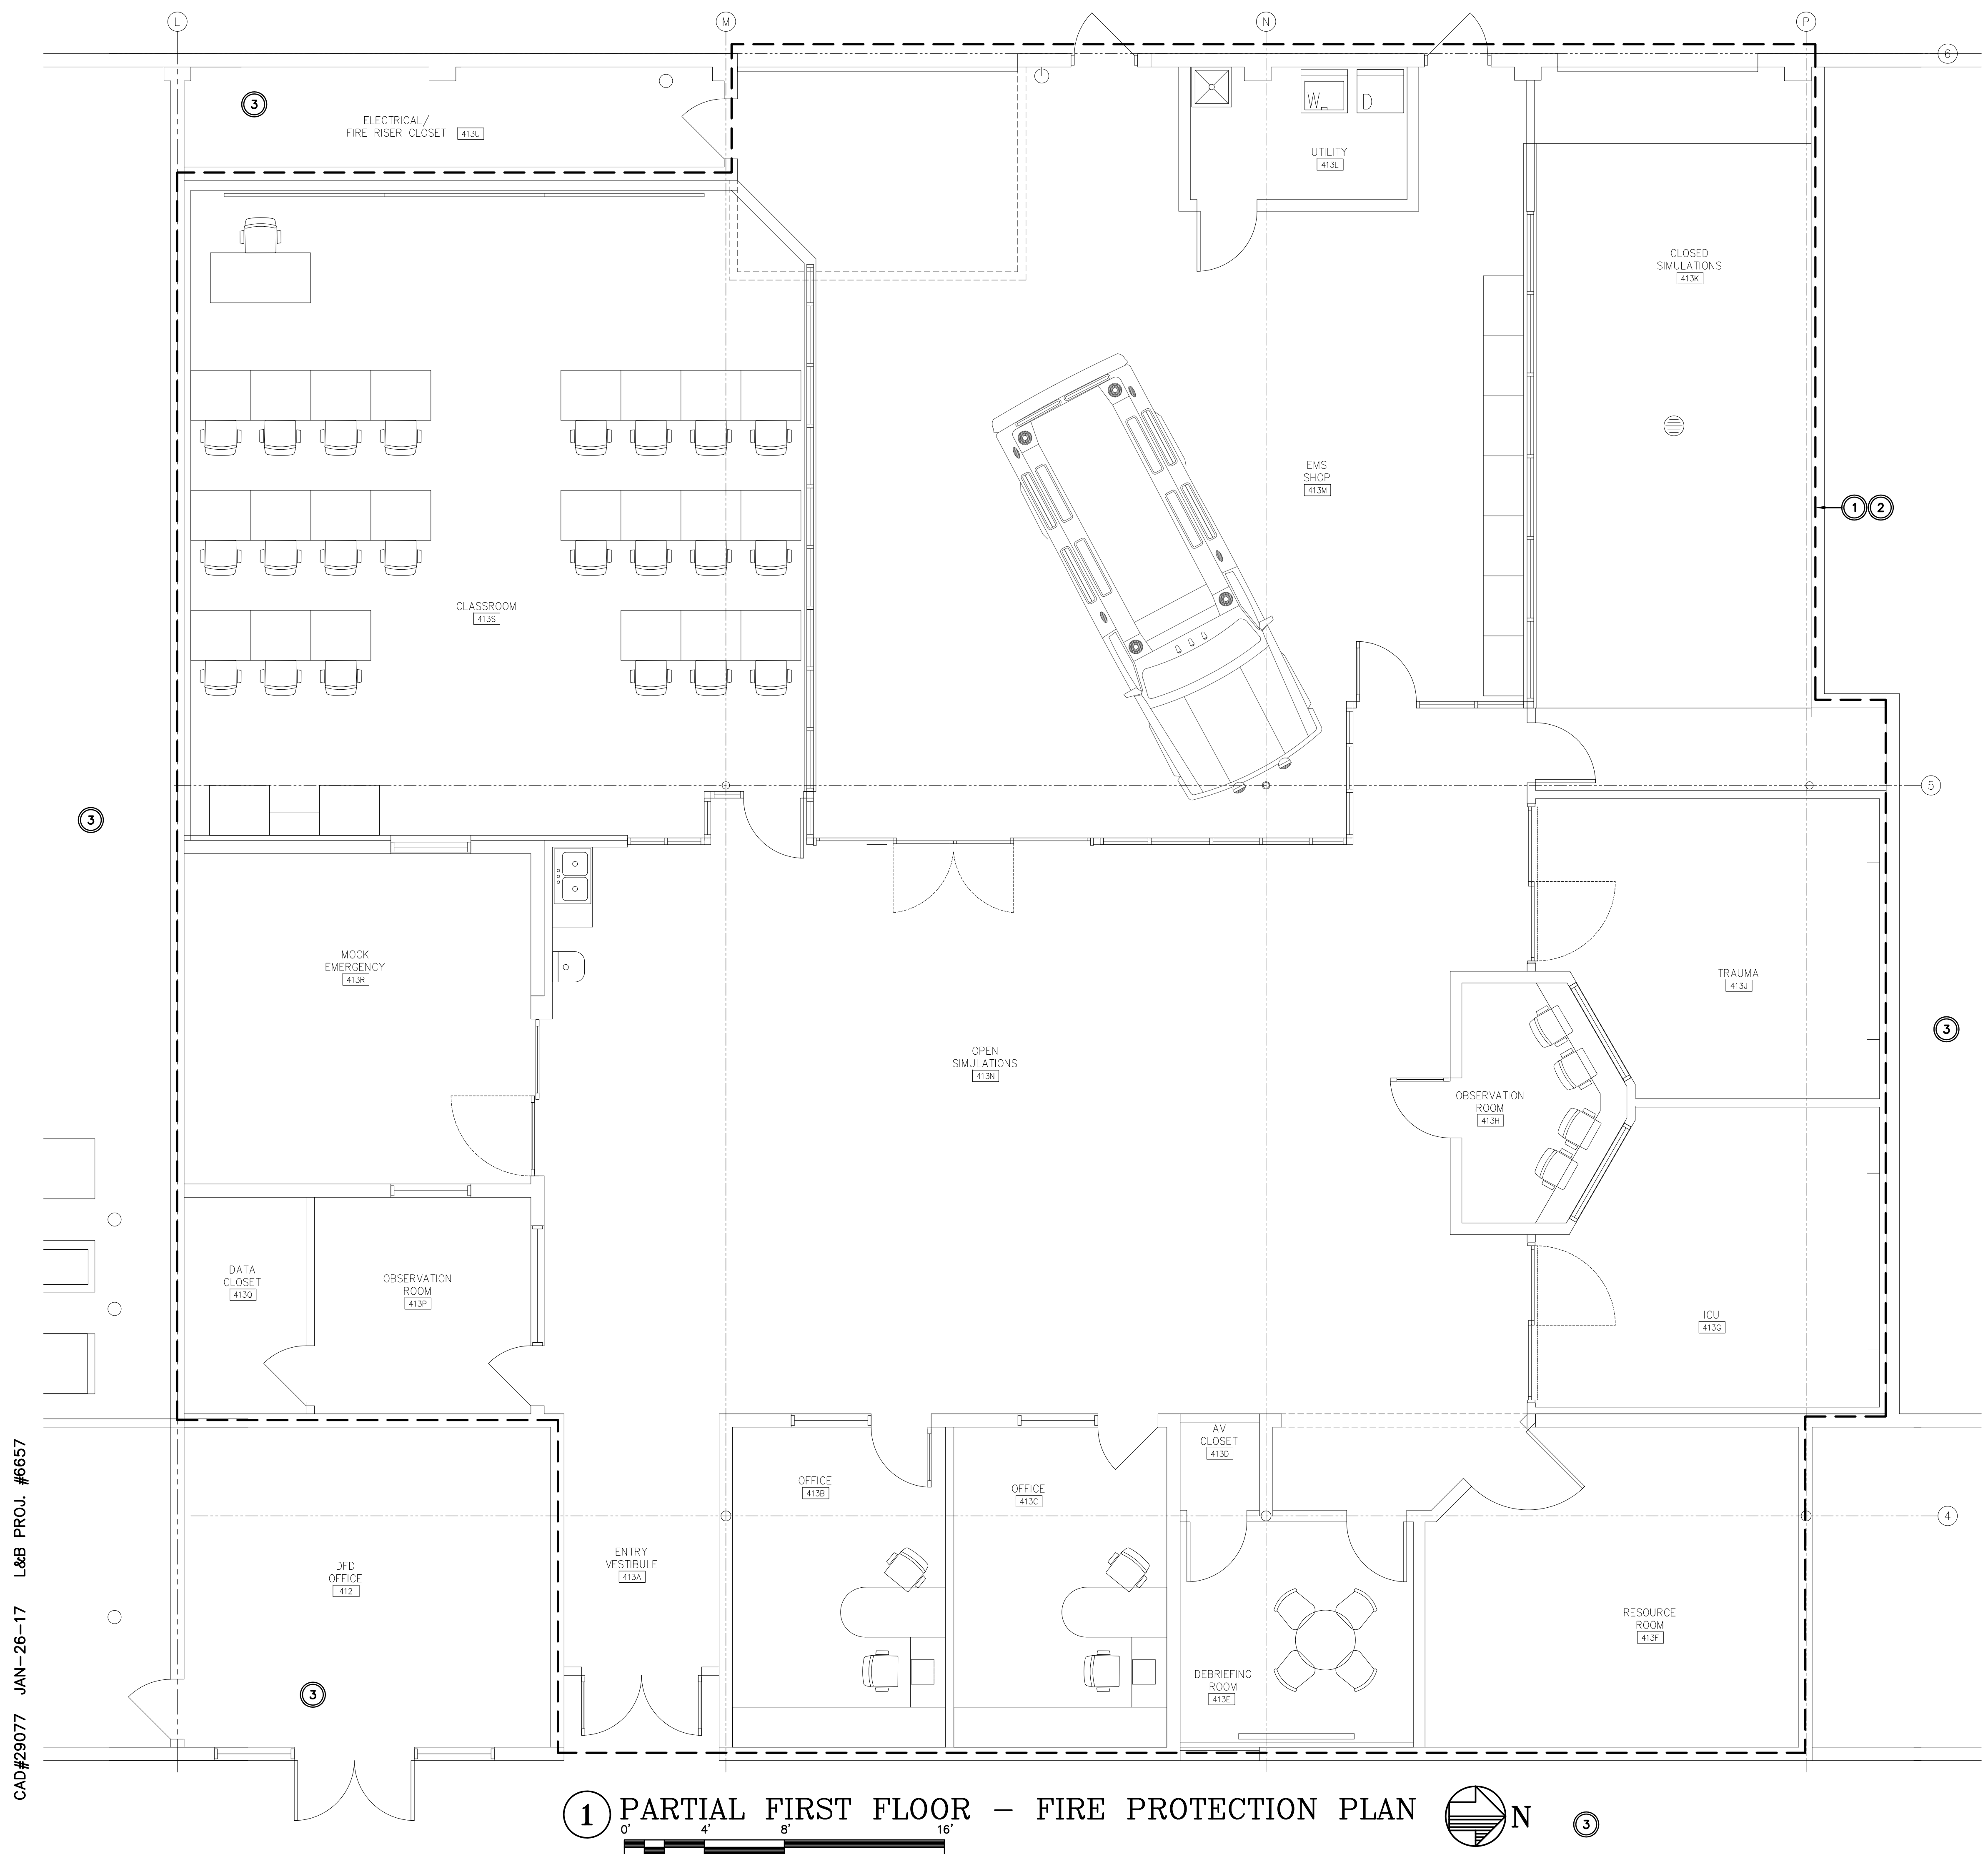 L
M
N
P
6
3
ELECTRICAL/
FIRE RISER CLOSET 413U
W
D
UTILITY
413L
CLOSED
SIMULATIONS
413K
EMS
SHOP
413M
1 2
CLASSROOM
413S
5
3
MOCK
EMERGENCY
413R
TRAUMA
413J
3
OPEN
SIMULATIONS
413N
OBSERVATION
ROOM
413H
DATA
CLOSET
413Q
OBSERVATION
ROOM
413P
ICU
413G
AV
CLOSET
413D
OFFICE
413B
OFFICE
413C
4
ENTRY
VESTIBULE
413A
DFD
OFFICE
412
RESOURCE
ROOM
413F
DEBRIEFING
ROOM
413E
3
CAD#29077 JAN-26-17 L&B PROJ. #6657
1 PARTIAL FIRST FLOOR - FIRE PROTECTION PLAN N
3
0' 4' 8' 16'